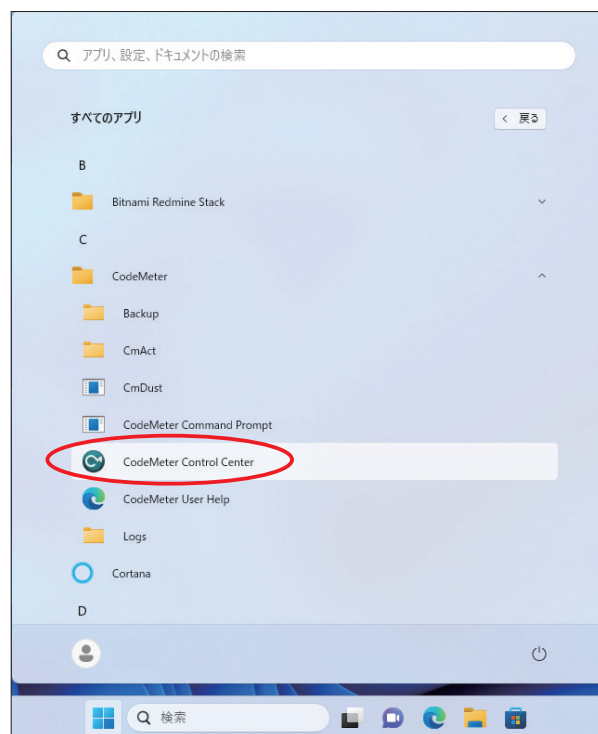 アプリ、設定、ドキュメントの検索
すべてのアプリ
< 戻る
B
Bitnami Redmine Stack
C
CodeMeter
Backup
CmAct
CmDust
CodeMeter Command Prompt
CodeMeter Control Center
CodeMeter User Help
Logs
Cortana
D
検索